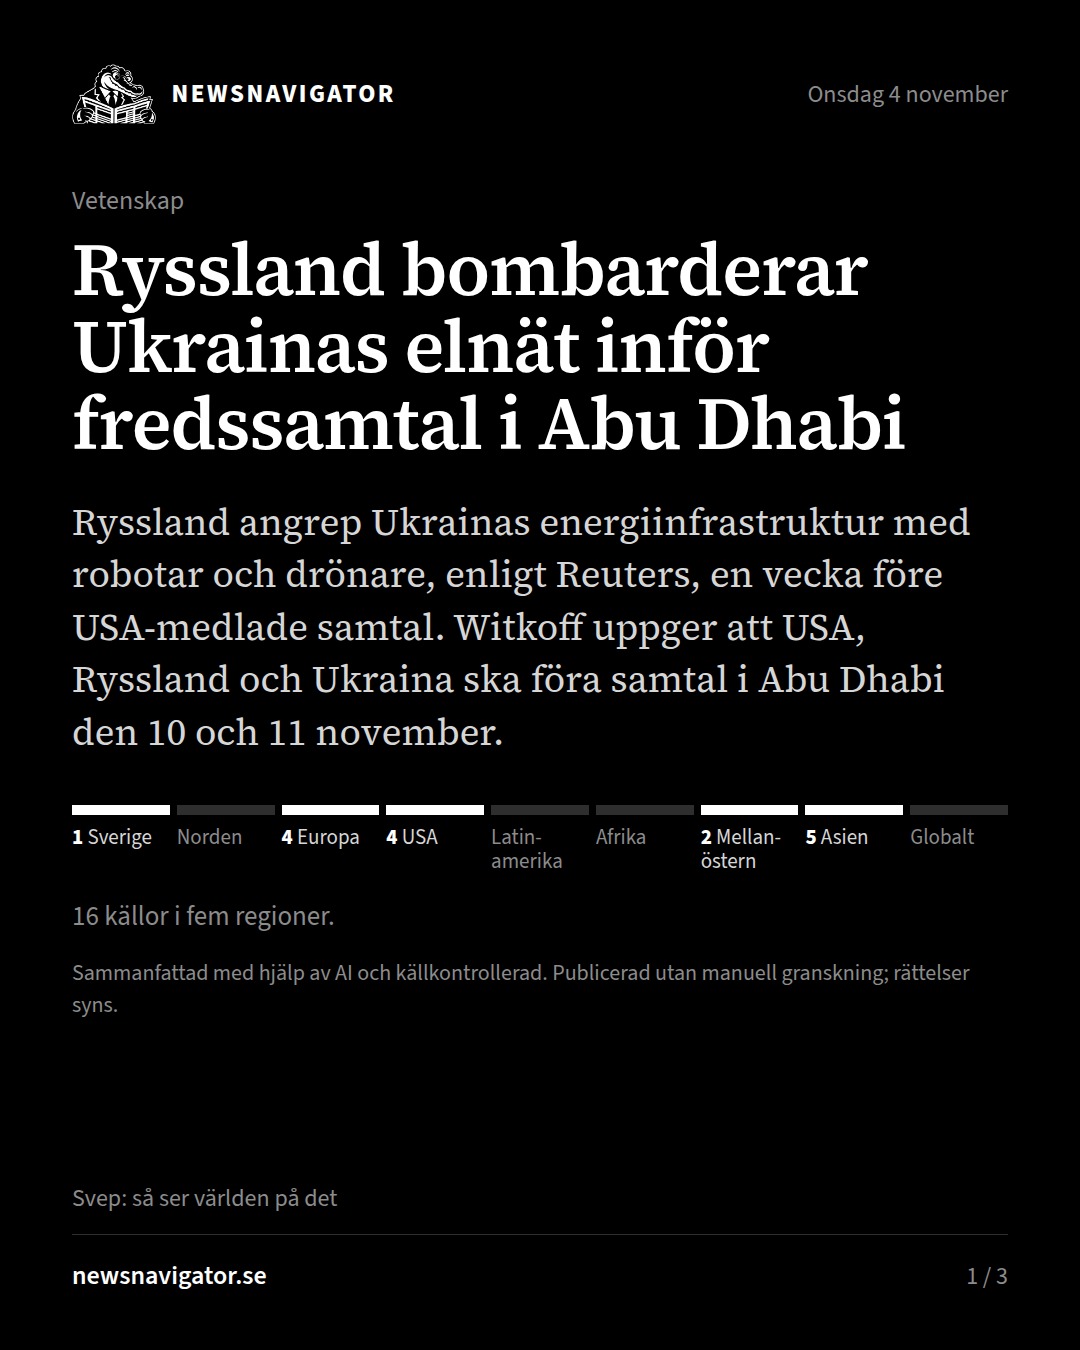 NEWSNAVIGATOR
Onsdag 4 november
Vetenskap
Ryssland bombarderar
Ukrainas elnät inför
fredssamtal i Abu Dhabi
Ryssland angrep Ukrainas energiinfrastruktur med
robotar och drönare, enligt Reuters, en vecka före
USA-medlade samtal. Witkoff uppger att USA,
Ryssland och Ukraina ska föra samtal i Abu Dhabi
den 10 och 11 november.
1 Sverige
Norden
4 Europa
4 USA
Latin-
amerika
Afrika
2 Mellan-
östern
5 Asien
Globalt
16 källor i fem regioner.
Sammanfattad med hjälp av AI och källkontrollerad. Publicerad utan manuell granskning; rättelser
syns.
Svep: så ser världen på det
newsnavigator.se
1 / 3